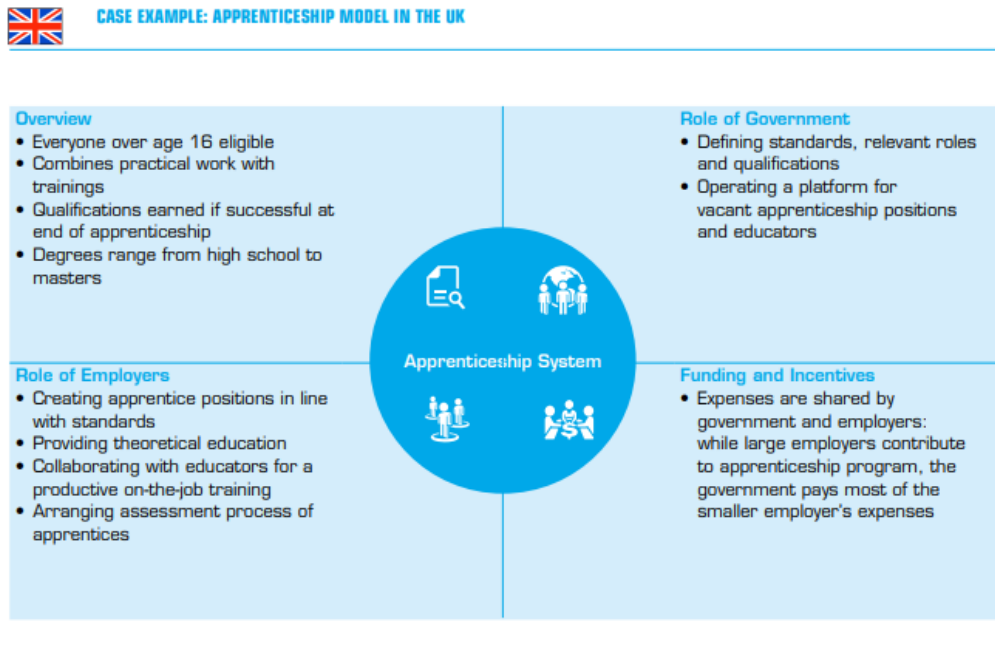 CASE EXAMPLE: APPRENTICESHIP MODEL IN THE UK
Overview
• Everyone over age 16 eligible
• Combines practical work with
trainings
• Qualifications earned if successful at
end of apprenticeship
• Degrees range from high school to
masters
Role of Government
• Defining standards, relevant roles
and qualifications
• Operating a platform for
vacant apprenticeship positions
and educators
Apprenticeship System
Role of Employers
• Creating apprentice positions in line
with standards
• Providing theoretical education
• Collaborating with educators for a
productive on-the-job training
• Arranging assessment process of
apprentices
Funding and Incentives
• Expenses are shared by
government and employers:
while large employers contribute
to apprenticeship program, the
government pays most of the
smaller employer's expenses